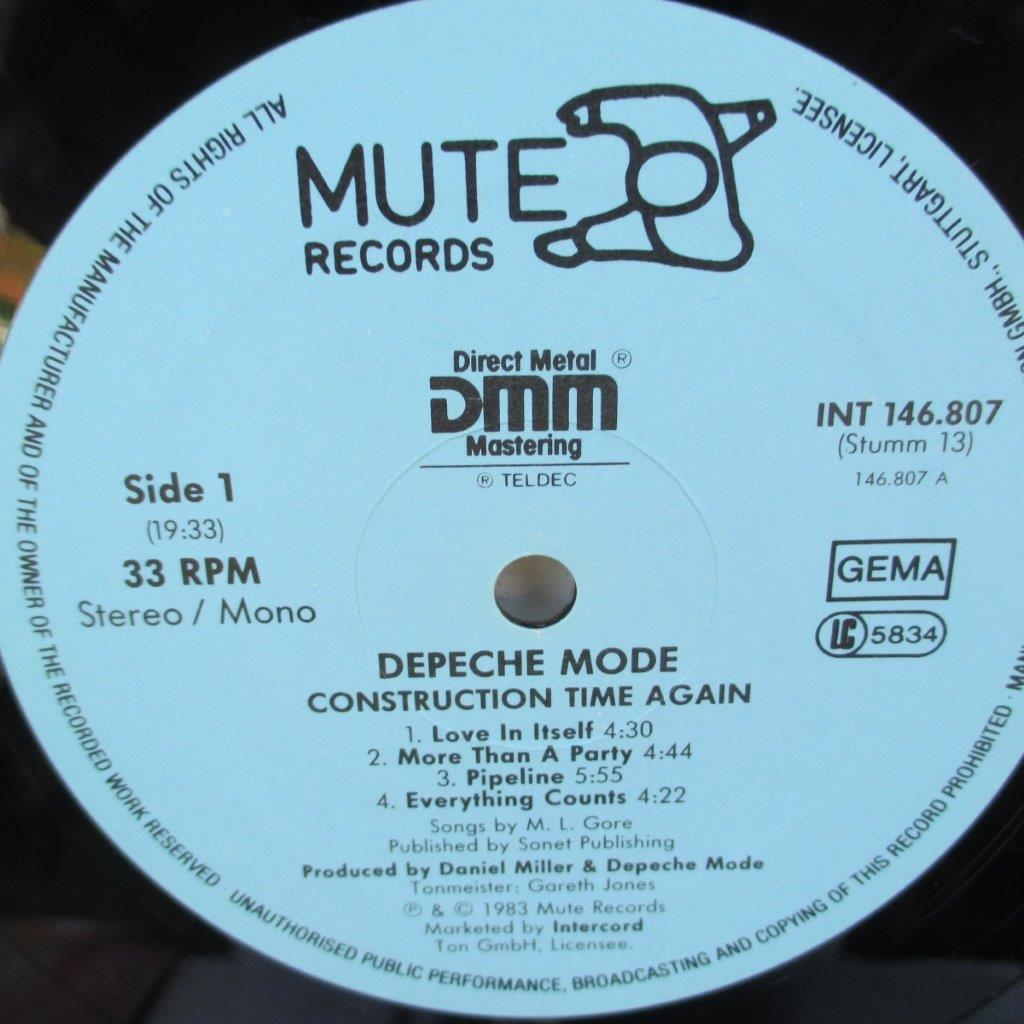 MUTE
RECORDS
Direct Metal ®
DMM
Mastering
® TELDEC
INT 146.807
(Stumm 13)
146.807 A
Side 1
(19:33)
33 RPM
Stereo / Mono
GEMA
LC 5834
DEPECHE MODE
CONSTRUCTION TIME AGAIN
1. Love In Itself 4:30
2. More Than A Party 4:44
3. Pipeline 5:55
4. Everything Counts 4:22
Songs by M. L. Gore
Published by Sonet Publishing
Produced by Daniel Miller & Depeche Mode
Tonmeister: Gareth Jones
℗ & © 1983 Mute Records
Marketed by Intercord
Ton GmbH, Licensee.
ALL RIGHTS OF THE MANUFACTURER AND OF THE OWNER OF THE RECORDED WORK RESERVED · UNAUTHORISED PUBLIC PERFORMANCE, BROADCASTING AND COPYING OF THIS RECORD PROHIBITED · GMBH., STUTTGART, LICENSEE.